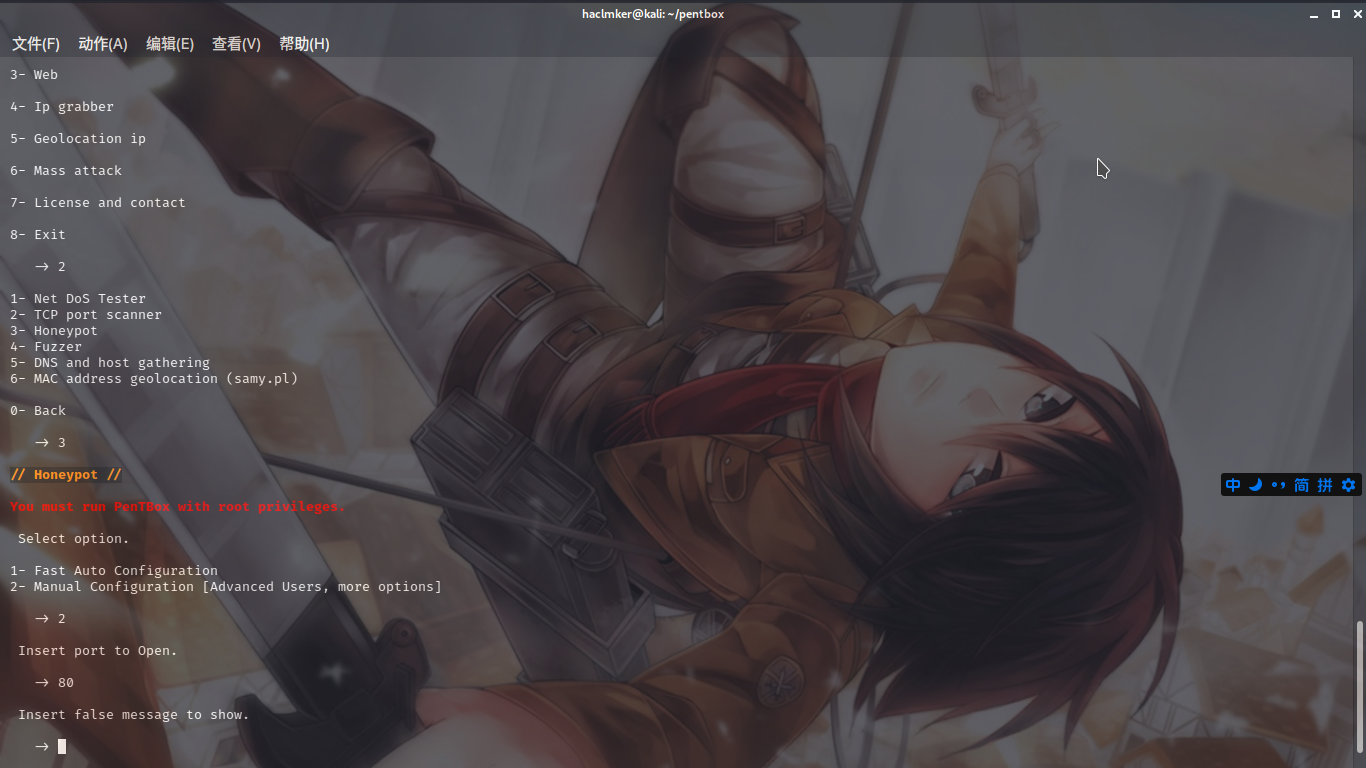 haclmker@kali: ~/pentbox
文件(F) 动作(A) 编辑(E) 查看(V) 帮助(H)
3- Web
4- Ip grabber
5- Geolocation ip
6- Mass attack
7- License and contact
8- Exit
→ 2
1- Net DoS Tester
2- TCP port scanner
3- Honeypot
4- Fuzzer
5- DNS and host gathering
6- MAC address geolocation (samy.pl)
0- Back
→ 3
// Honeypot //
You must run PenTBox with root privileges.
Select option.
1- Fast Auto Configuration
2- Manual Configuration [Advanced Users, more options]
→ 2
Insert port to Open.
→ 80
Insert false message to show.
→
中 简 拼